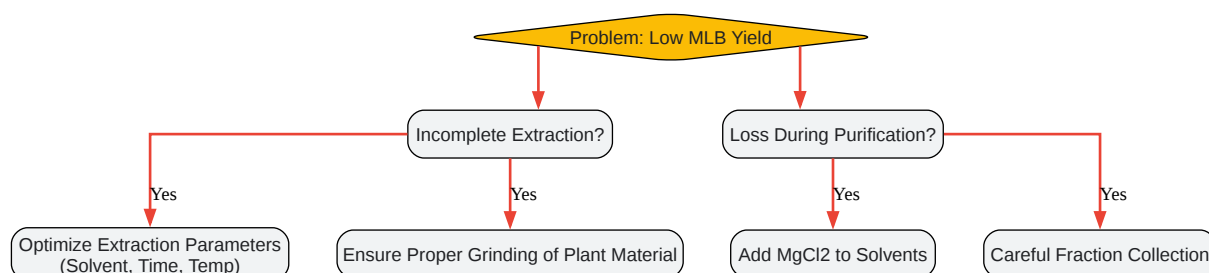 Problem: Low MLB Yield
Incomplete Extraction?
Loss During Purification?
Yes
Yes
Yes
Yes
Optimize Extraction Parameters
(Solvent, Time, Temp)
Ensure Proper Grinding of Plant Material
Add MgCl2 to Solvents
Careful Fraction Collection